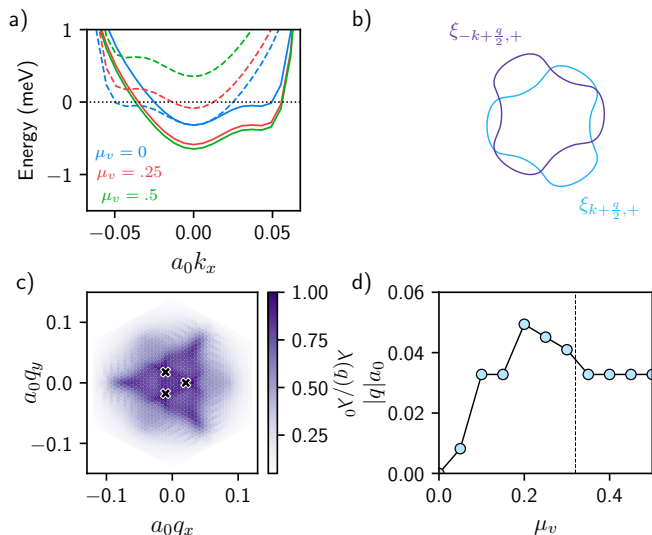 a)
1
0
−1
Energy (meV)
μᵥ = 0
μᵥ = .25
μᵥ = .5
−0.05
0.00
0.05
a₀kₓ
b)
ξ₋ₖ₊q/2,₊
ξₖ₊q/2,₊
c)
0.1
0.0
−0.1
a₀q_y
−0.1
0.0
0.1
a₀qₓ
1.00
0.75
0.50
0.25
λ(q)/λ₀
d)
0.06
0.04
0.02
0.00
|q|a₀
0.0
0.2
0.4
μᵥ